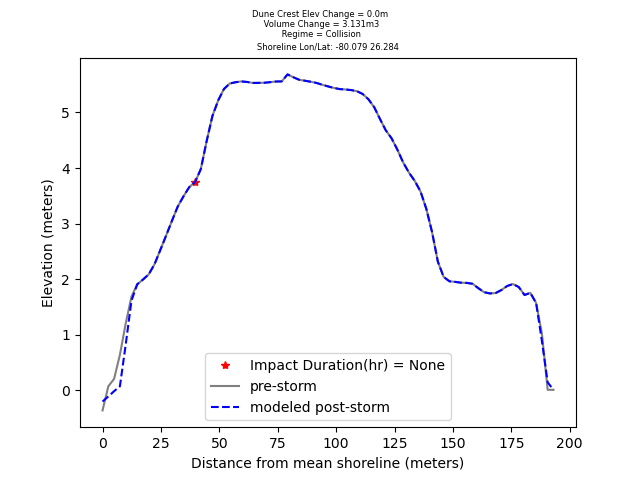 Dune Crest Elev Change = 0.0m
Volume Change = 3.131m3
Regime = Collision
Shoreline Lon/Lat: -80.079 26.284
5
4
3
2
1
0
Elevation (meters)
Impact Duration(hr) = None
pre-storm
modeled post-storm
0 25 50 75 100 125 150 175 200
Distance from mean shoreline (meters)